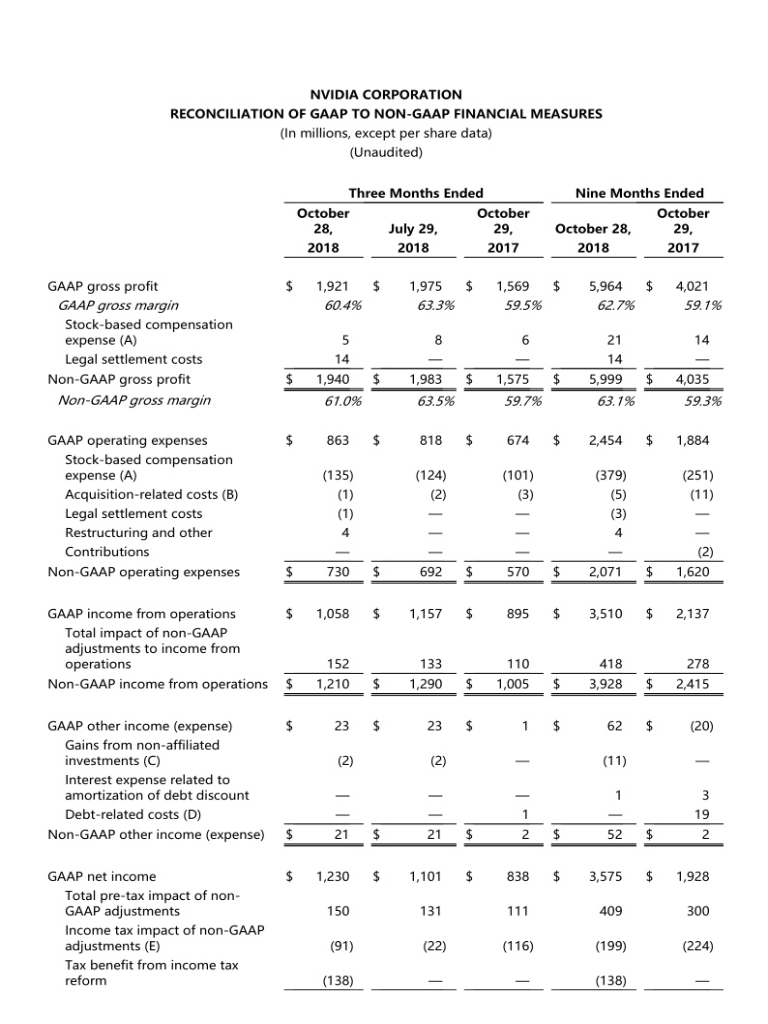 NVIDIA CORPORATION
RECONCILIATION OF GAAP TO NON-GAAP FINANCIAL MEASURES
(In millions, except per share data)
(Unaudited)
Three Months Ended Nine Months Ended
October 28, 2018 July 29, 2018 October 29, 2017 October 28, 2018 October 29, 2017
GAAP gross profit $ 1,921 $ 1,975 $ 1,569 $ 5,964 $ 4,021
GAAP gross margin 60.4% 63.3% 59.5% 62.7% 59.1%
Stock-based compensation
expense (A) 5 8 6 21 14
Legal settlement costs 14 — — 14 —
Non-GAAP gross profit $ 1,940 $ 1,983 $ 1,575 $ 5,999 $ 4,035
Non-GAAP gross margin 61.0% 63.5% 59.7% 63.1% 59.3%
GAAP operating expenses $ 863 $ 818 $ 674 $ 2,454 $ 1,884
Stock-based compensation
expense (A) (135) (124) (101) (379) (251)
Acquisition-related costs (B) (1) (2) (3) (5) (11)
Legal settlement costs (1) — — (3) —
Restructuring and other 4 — — 4 —
Contributions — — — — (2)
Non-GAAP operating expenses $ 730 $ 692 $ 570 $ 2,071 $ 1,620
GAAP income from operations $ 1,058 $ 1,157 $ 895 $ 3,510 $ 2,137
Total impact of non-GAAP
adjustments to income from
operations 152 133 110 418 278
Non-GAAP income from operations $ 1,210 $ 1,290 $ 1,005 $ 3,928 $ 2,415
GAAP other income (expense) $ 23 $ 23 $ 1 $ 62 $ (20)
Gains from non-affiliated
investments (C) (2) (2) — (11) —
Interest expense related to
amortization of debt discount — — — 1 3
Debt-related costs (D) — — 1 — 19
Non-GAAP other income (expense) $ 21 $ 21 $ 2 $ 52 $ 2
GAAP net income $ 1,230 $ 1,101 $ 838 $ 3,575 $ 1,928
Total pre-tax impact of non-
GAAP adjustments 150 131 111 409 300
Income tax impact of non-GAAP
adjustments (E) (91) (22) (116) (199) (224)
Tax benefit from income tax
reform (138) — — (138) —